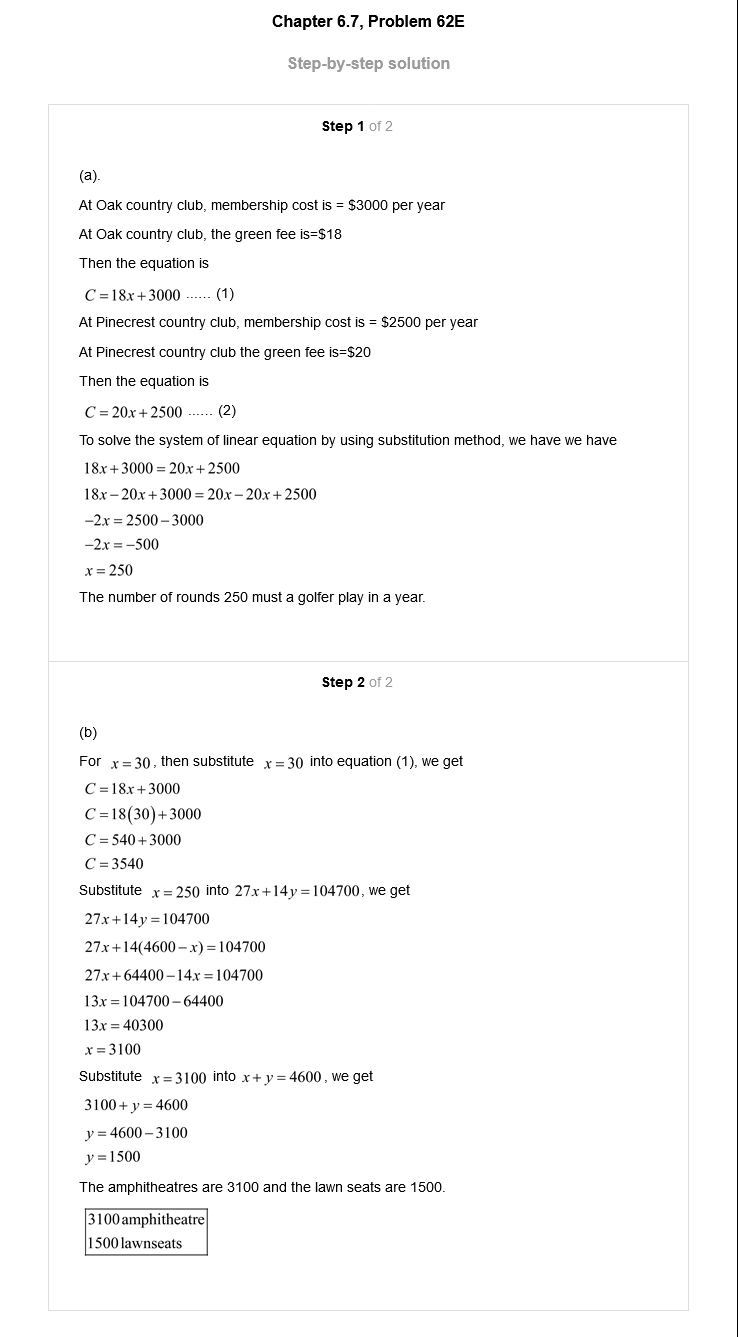 Chapter 6.7, Problem 62E
Step-by-step solution
Step 1 of 2
(a).
At Oak country club, membership cost is = $3000 per year
At Oak country club, the green fee is=$18
Then the equation is
C = 18x + 3000 ...... (1)
At Pinecrest country club, membership cost is = $2500 per year
At Pinecrest country club the green fee is=$20
Then the equation is
C = 20x + 2500 ...... (2)
To solve the system of linear equation by using substitution method, we have we have
18x + 3000 = 20x + 2500
18x − 20x + 3000 = 20x − 20x + 2500
−2x = 2500 − 3000
−2x = −500
x = 250
The number of rounds 250 must a golfer play in a year.
Step 2 of 2
(b)
For x = 30, then substitute x = 30 into equation (1), we get
C = 18x + 3000
C = 18(30) + 3000
C = 540 + 3000
C = 3540
Substitute x = 250 into 27x + 14y = 104700, we get
27x + 14y = 104700
27x + 14(4600 − x) = 104700
27x + 64400 − 14x = 104700
13x = 104700 − 64400
13x = 40300
x = 3100
Substitute x = 3100 into x + y = 4600, we get
3100 + y = 4600
y = 4600 − 3100
y = 1500
The amphitheatres are 3100 and the lawn seats are 1500.
3100 amphitheatre
1500 lawnseats